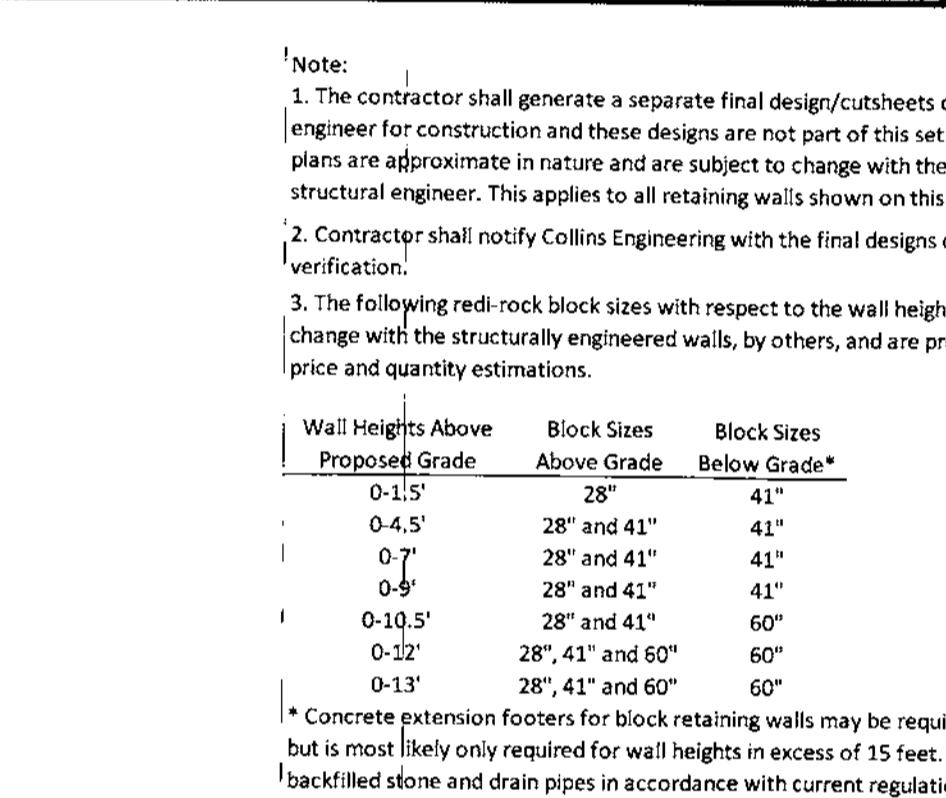 Note:
1. The contractor shall generate a separate final design/cutsheets
engineer for construction and these designs are not part of this set
plans are approximate in nature and are subject to change with the
structural engineer. This applies to all retaining walls shown on this
2. Contractor shall notify Collins Engineering with the final designs
verification.
3. The following redi-rock block sizes with respect to the wall heigh
change with the structurally engineered walls, by others, and are pr
price and quantity estimations.
Wall Heights Above Block Sizes Block Sizes
Proposed Grade Above Grade Below Grade*
0-1.5' 28" 41"
0-4.5' 28" and 41" 41"
0-7' 28" and 41" 41"
0-9' 28" and 41" 41"
0-10.5' 28" and 41" 60"
0-12' 28", 41" and 60" 60"
0-13' 28", 41" and 60" 60"
* Concrete extension footers for block retaining walls may be requi
but is most likely only required for wall heights in excess of 15 feet.
backfilled stone and drain pipes in accordance with current regulati